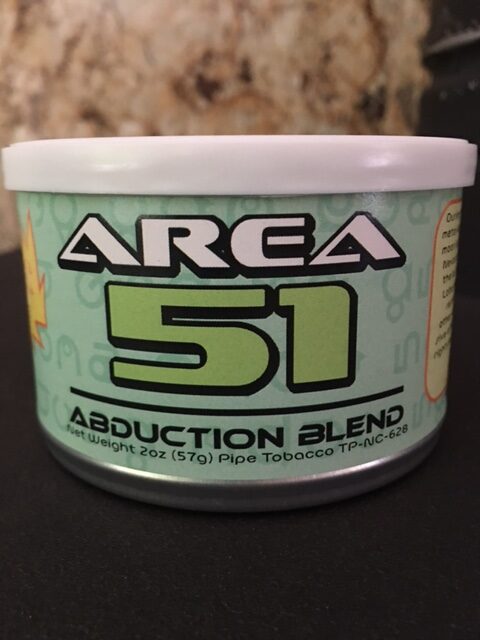 AREA
51
ABDUCTION BLEND
Net Weight 2oz (57g) Pipe Tobacco TP-NC-628